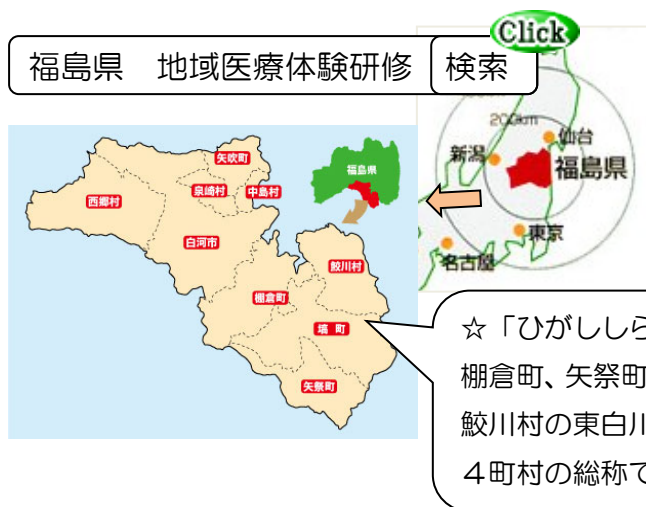 Click
福島県 地域医療体験研修 検索
200km
仙台
新潟
福島県
東京
名古屋
福島県
矢吹町
泉崎村
中島村
西郷村
白河市
鮫川村
棚倉町
塙 町
矢祭町
☆「ひがししら
棚倉町、矢祭町
鮫川村の東白川
4町村の総称で